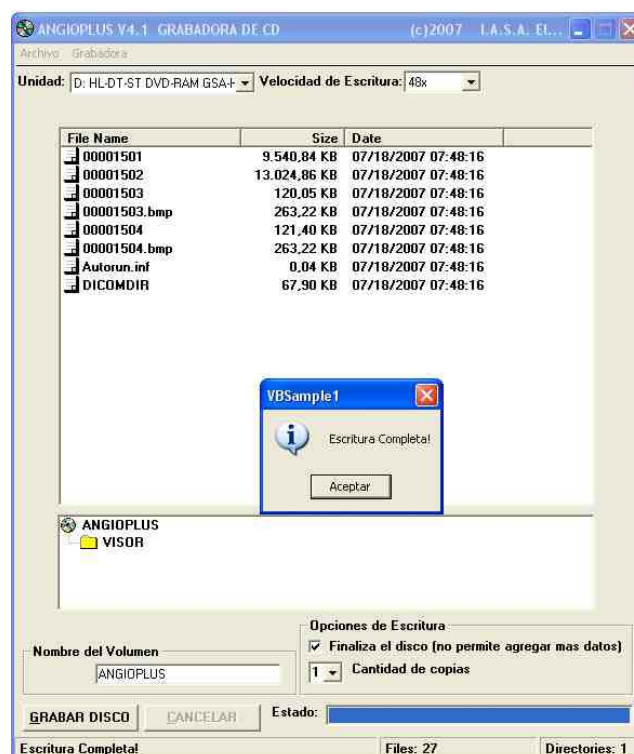 ANGIOPLUS V4.1 GRABADORA DE CD (c)2007 I.A.S.A. El...
Archivo Grabadora
Unidad: D: HL-DT-ST DVD-RAM GSA-H Velocidad de Escritura: 48x
File Name Size Date
00001501 9.540,84 KB 07/18/2007 07:48:16
00001502 13.024,86 KB 07/18/2007 07:48:16
00001503 120,05 KB 07/18/2007 07:48:16
00001503.bmp 263,22 KB 07/18/2007 07:48:16
00001504 121,40 KB 07/18/2007 07:48:16
00001504.bmp 263,22 KB 07/18/2007 07:48:16
Autorun.inf 0,04 KB 07/18/2007 07:48:16
DICOMDIR 67,90 KB 07/18/2007 07:48:16
VBSample1
Escritura Completa!
Aceptar
ANGIOPLUS
VISOR
Opciones de Escritura
Finaliza el disco (no permite agregar mas datos)
Nombre del Volumen
ANGIOPLUS
1 Cantidad de copias
GRABAR DISCO CANCELAR Estado:
Escritura Completa! Files: 27 Directories: 1